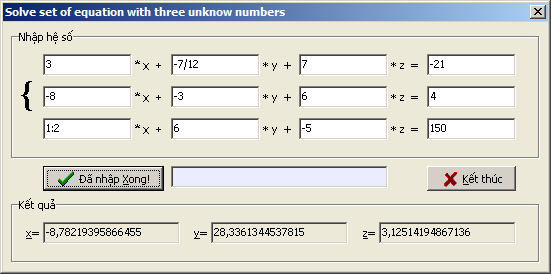 Solve set of equation with three unknow numbers
Nhập hệ số
3 * x + -7/12 * y + 7 * z = -21
{ -8 * x + -3 * y + 6 * z = 4
1:2 * x + 6 * y + -5 * z = 150
Đã nhập Xong! Kết thúc
Kết quả
x= -8,78219395866455 y= 28,3361344537815 z= 3,12514194867136